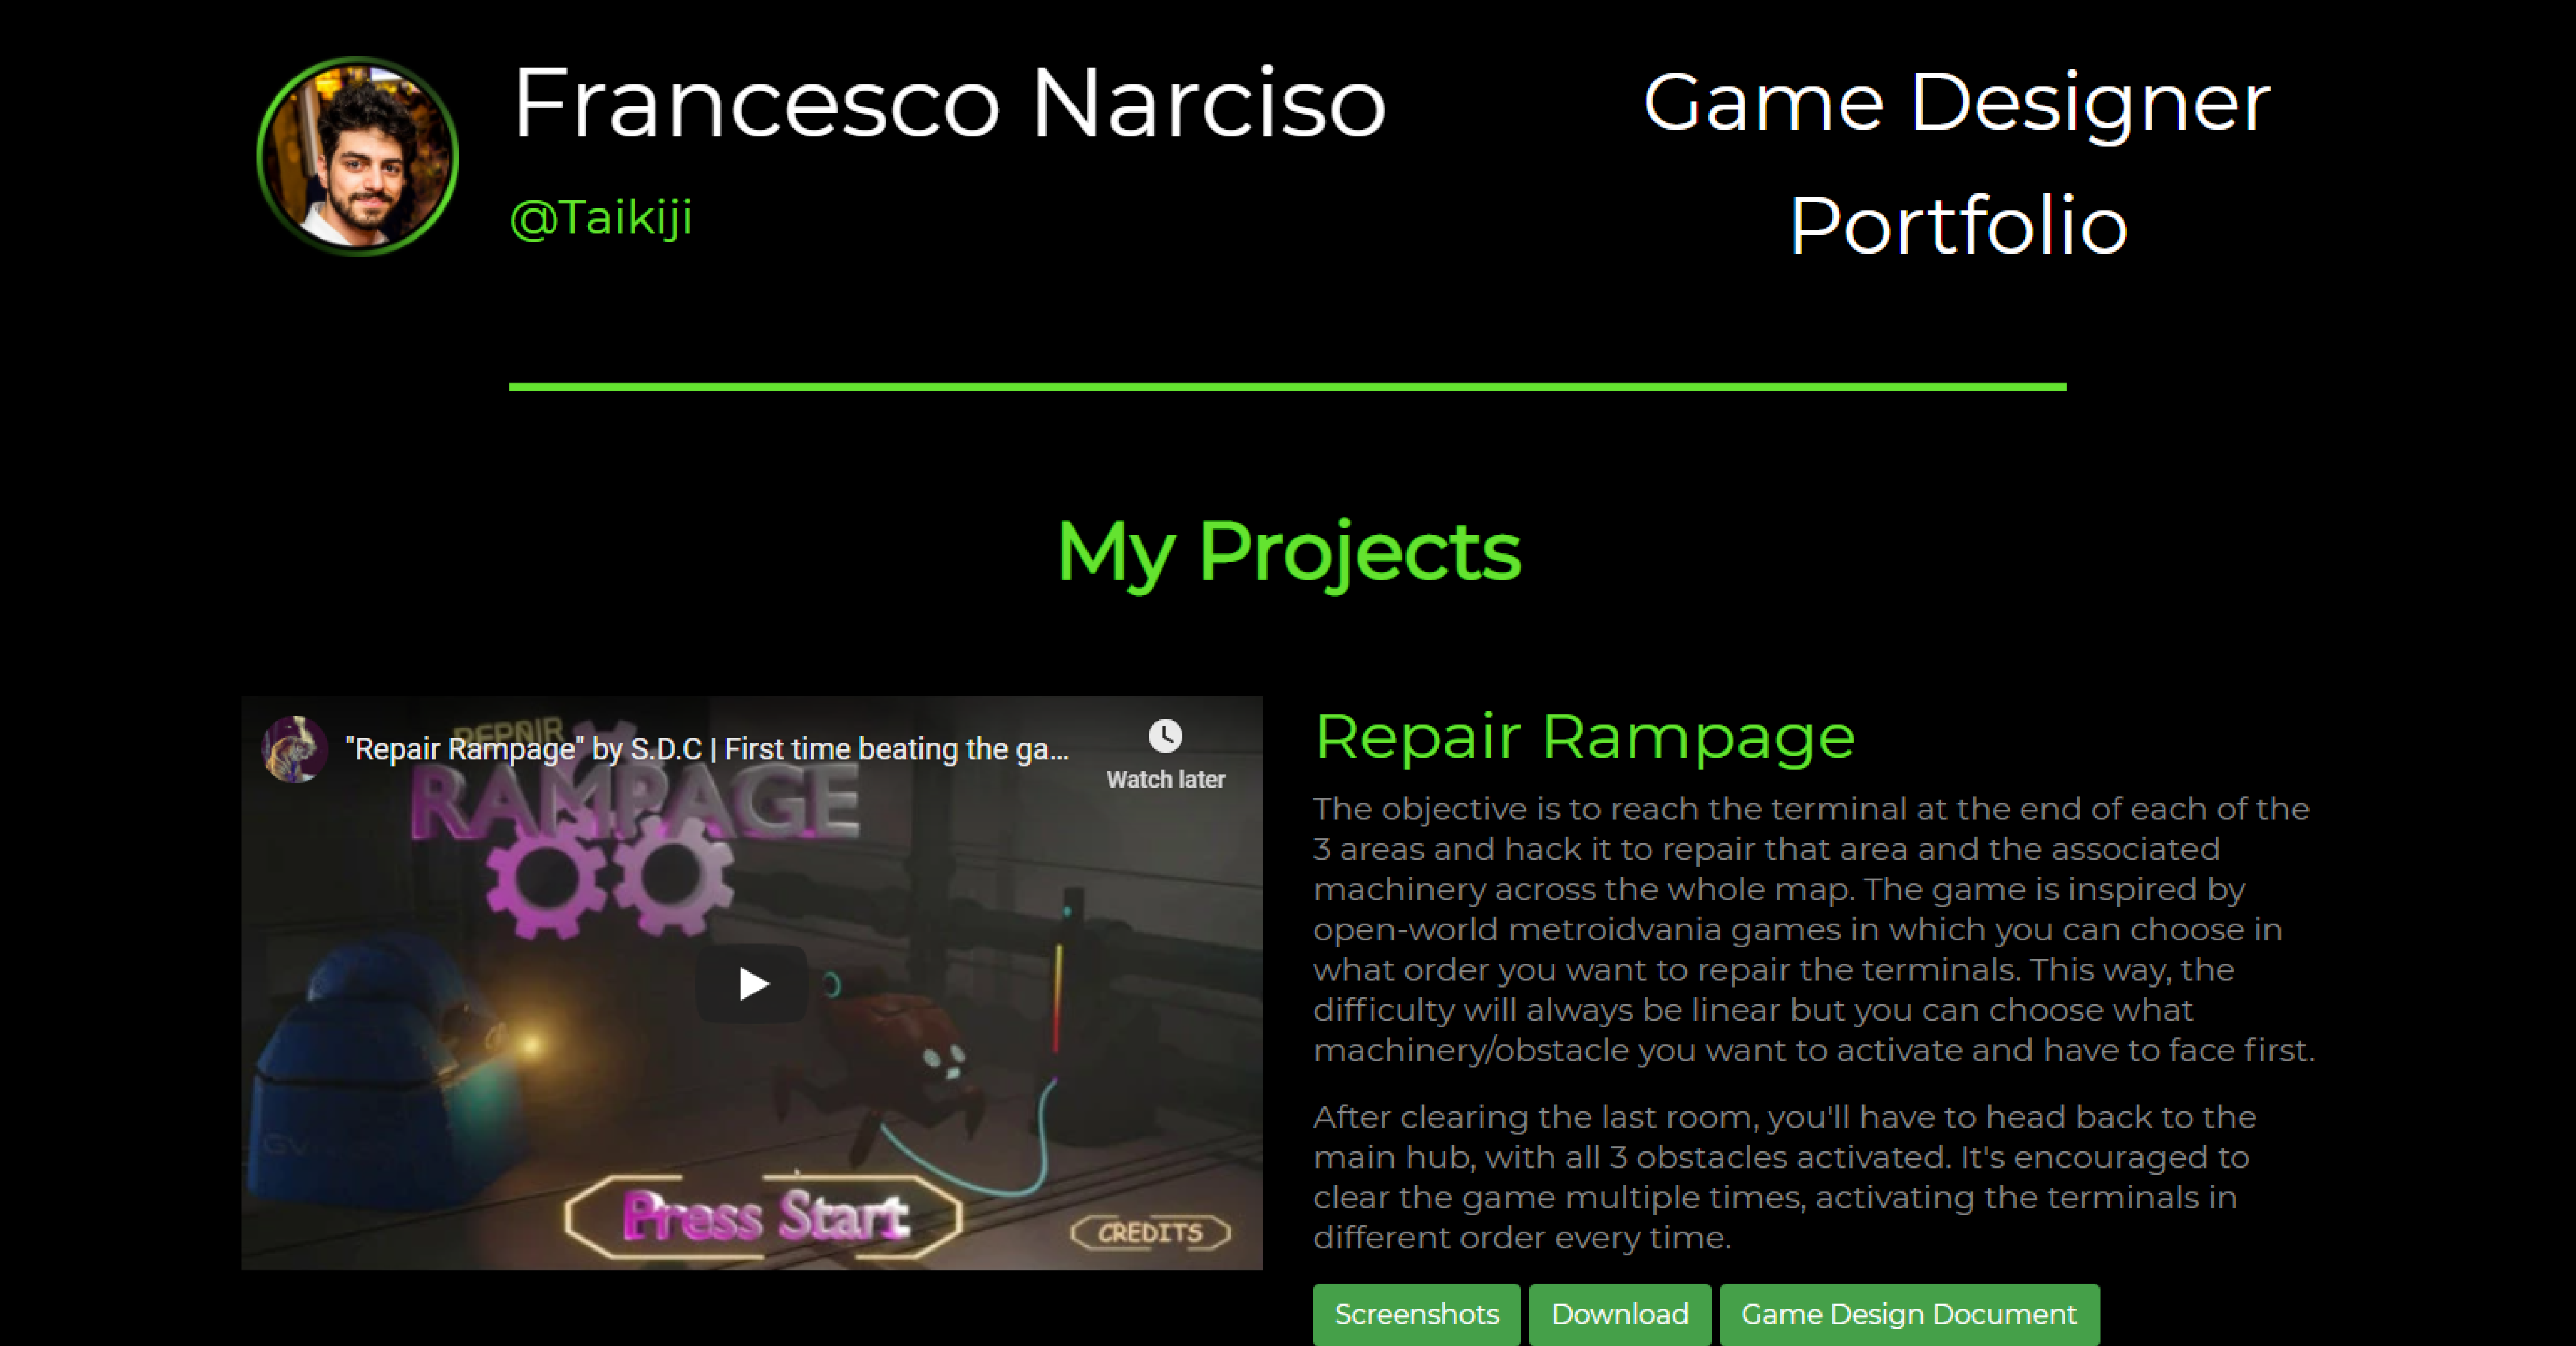 Francesco Narciso
@Taikiji
Game Designer
Portfolio
My Projects
"Repair Rampage" by S.D.C | First time beating the ga...
Watch later
REPAIR
RAMPAGE
Press Start
CREDITS
Repair Rampage
The objective is to reach the terminal at the end of each of the
3 areas and hack it to repair that area and the associated
machinery across the whole map. The game is inspired by
open-world metroidvania games in which you can choose in
what order you want to repair the terminals. This way, the
difficulty will always be linear but you can choose what
machinery/obstacle you want to activate and have to face first.
After clearing the last room, you'll have to head back to the
main hub, with all 3 obstacles activated. It's encouraged to
clear the game multiple times, activating the terminals in
different order every time.
Screenshots
Download
Game Design Document